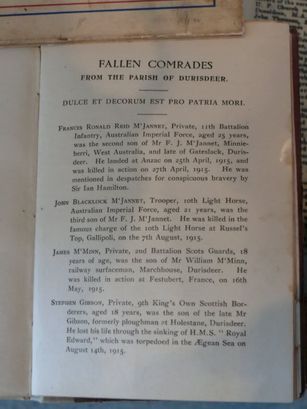 FALLEN COMRADES
FROM THE PARISH OF DURISDEER.
DULCE ET DECORUM EST PRO PATRIA MORI.
FRANCIS RONALD REID M'JANNET, Private, 11th Battalion
Infantry, Australian Imperial Force, aged 25 years,
was the second son of Mr F. J. M'Jannet, Minnie-
berri, West Australia, and late of Gateslock, Duris-
deer. He landed at Anzac on 25th April, 1915, and
was killed in action on 27th April, 1915. He was
mentioned in despatches for conspicuous bravery by
Sir Ian Hamilton.
JOHN BLACKLOCK M'JANNET, Trooper, 10th Light Horse,
Australian Imperial Force, aged 21 years, was the
third son of Mr F. J. M'Jannet. He was killed in the
famous charge of the 10th Light Horse at Russel's
Top, Gallipoli, on the 7th August, 1915.
JAMES M'MINN, Private, 2nd Battalion Scots Guards, 18
years of age, was the son of Mr William M'Minn,
railway surfaceman, Marchhouse, Durisdeer. He
was killed in action at Festubert, France, on 16th
May, 1915.
STEPHEN GIBSON, Private, 9th King's Own Scottish Bor-
derers, aged 18 years, was the son of the late Mr
Gibson, formerly ploughman at Holestane, Durisdeer.
He lost his life through the sinking of H.M.S. "Royal
Edward," which was torpedoed in the Ægean Sea on
August 14th, 1915.